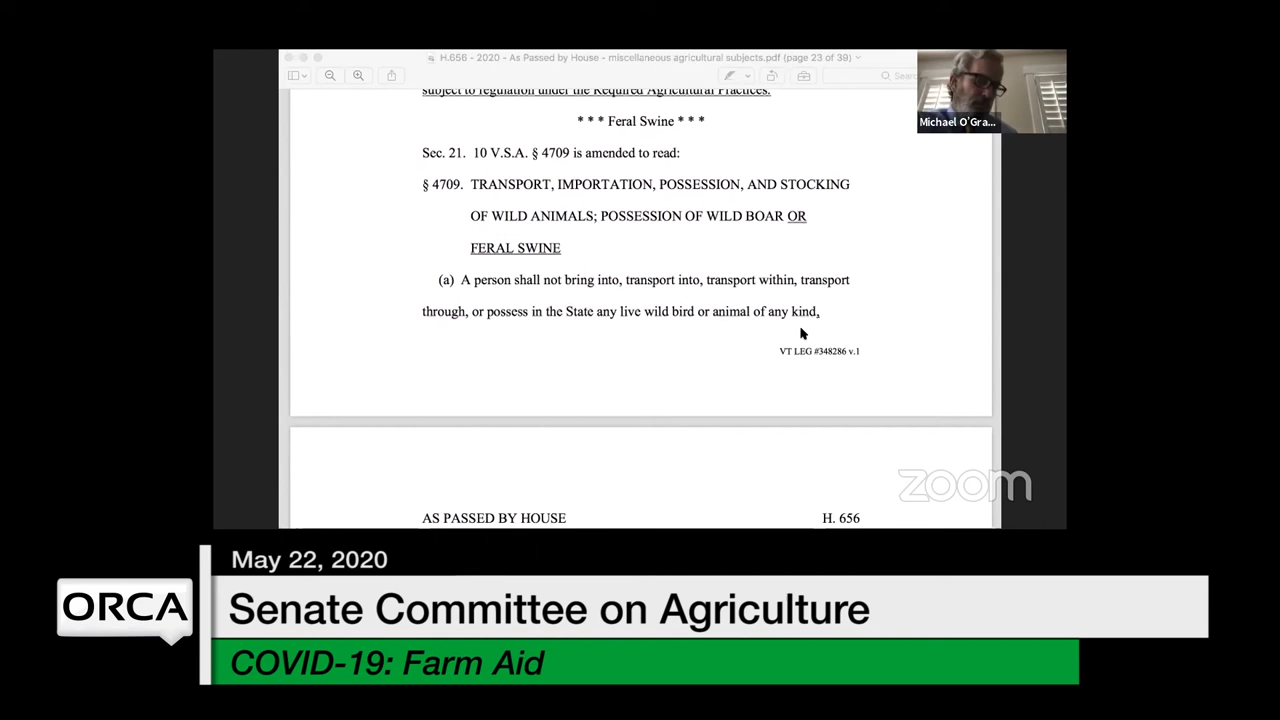 H.656 - 2020 - As Passed by House - miscellaneous agricultural subjects.pdf (page 23 of 39)
subject to regulation under the Required Agricultural Practices.
* * * Feral Swine * * *
Sec. 21. 10 V.S.A. § 4709 is amended to read:
§ 4709. TRANSPORT, IMPORTATION, POSSESSION, AND STOCKING
OF WILD ANIMALS; POSSESSION OF WILD BOAR OR
FERAL SWINE
(a) A person shall not bring into, transport into, transport within, transport
through, or possess in the State any live wild bird or animal of any kind,
VT LEG #348286 v.1
AS PASSED BY HOUSE H. 656
Michael O'Gra...
zoom
May 22, 2020
ORCA
Senate Committee on Agriculture
COVID-19: Farm Aid